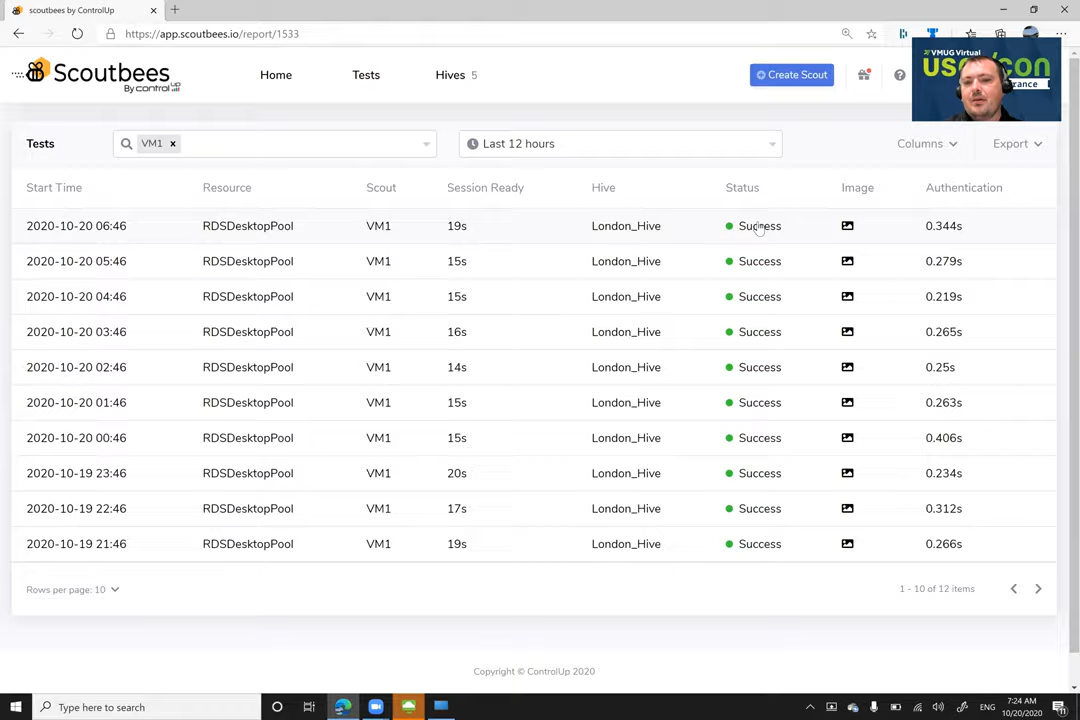 scoutbees by ControlUp
https://app.scoutbees.io/report/1533
Scoutbees
By controlup
Home
Tests
Hives 5
Create Scout
VMUG Virtual
Tests
VM1 x
Last 12 hours
Columns
Export
Start Time Resource Scout Session Ready Hive Status Image Authentication
2020-10-20 06:46 RDSDesktopPool VM1 19s London_Hive Success 0.344s
2020-10-20 05:46 RDSDesktopPool VM1 15s London_Hive Success 0.279s
2020-10-20 04:46 RDSDesktopPool VM1 15s London_Hive Success 0.219s
2020-10-20 03:46 RDSDesktopPool VM1 16s London_Hive Success 0.265s
2020-10-20 02:46 RDSDesktopPool VM1 14s London_Hive Success 0.25s
2020-10-20 01:46 RDSDesktopPool VM1 15s London_Hive Success 0.263s
2020-10-20 00:46 RDSDesktopPool VM1 15s London_Hive Success 0.406s
2020-10-19 23:46 RDSDesktopPool VM1 20s London_Hive Success 0.234s
2020-10-19 22:46 RDSDesktopPool VM1 17s London_Hive Success 0.312s
2020-10-19 21:46 RDSDesktopPool VM1 19s London_Hive Success 0.266s
Rows per page: 10
1 - 10 of 12 items
Copyright © ControlUp 2020
Type here to search
ENG
7:24 AM
10/20/2020